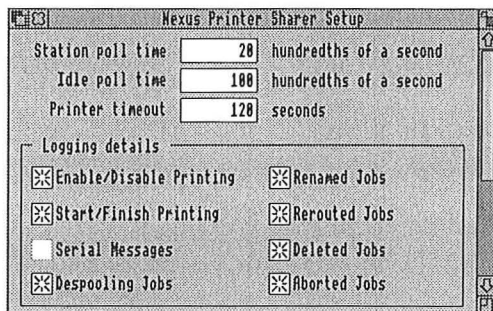 Nexus Printer Sharer Setup
Station poll time 20 hundredths of a second
Idle poll time 100 hundredths of a second
Printer timeout 120 seconds
Logging details
Enable/Disable Printing Renamed Jobs
Start/Finish Printing Rerouted Jobs
Serial Messages Deleted Jobs
Despooling Jobs Aborted Jobs